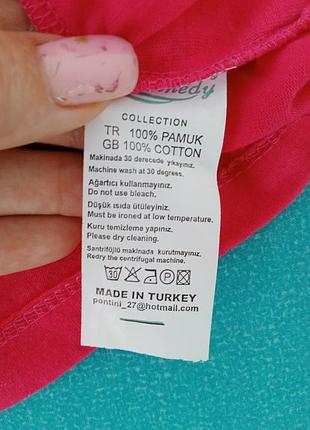 COLLECTION
TR 100% PAMUK
GB 100% COTTON
Makinada 30 derecede yıkayınız.
Machine wash at 30 degrees.
Ağartıcı kullanmayınız.
Do not use bleach.
Düşük ısıda ütüleyiniz.
Must be ironed at low temperature.
Kuru temizleme yapınız.
Please dry cleaning.
Santrifüjlü makinada kurutmayınız.
Redry the centrifugal machine.
30
MADE IN TURKEY
pontini_27@hotmail.com